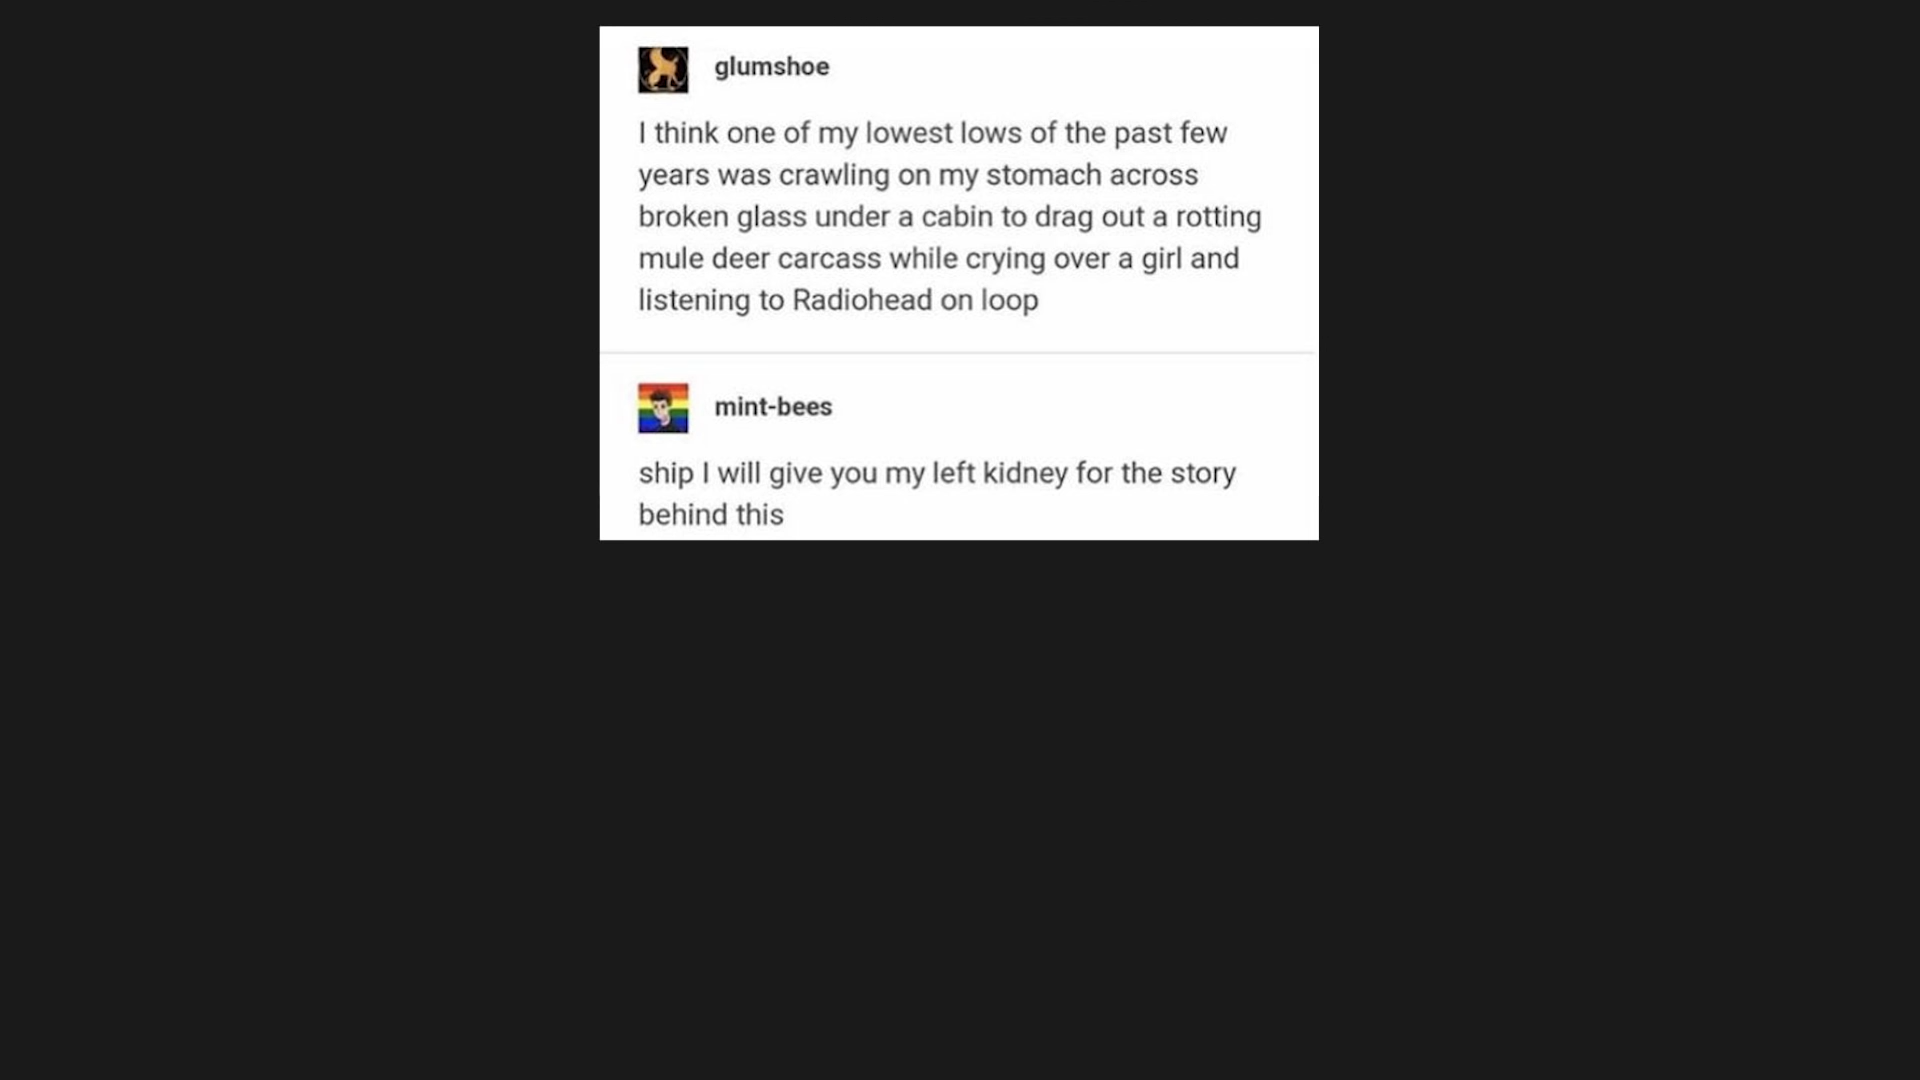 glumshoe
I think one of my lowest lows of the past few
years was crawling on my stomach across
broken glass under a cabin to drag out a rotting
mule deer carcass while crying over a girl and
listening to Radiohead on loop
mint-bees
ship I will give you my left kidney for the story
behind this